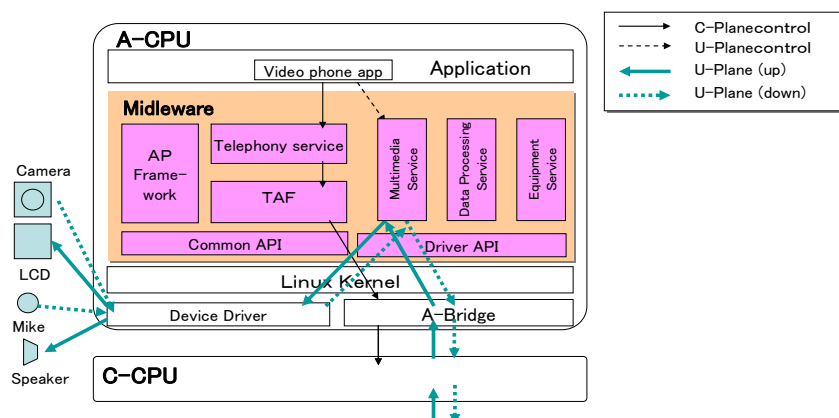 A-CPU
Video phone app
Application
Midleware
AP
Frame-
work
Telephony service
TAF
Multimedia
Service
Data Processing
Service
Equipment
Service
Common API
Driver API
Linux Kernel
Device Driver
A-Bridge
C-CPU
Camera
LCD
Mike
Speaker
C-Planecontrol
U-Planecontrol
U-Plane (up)
U-Plane (down)